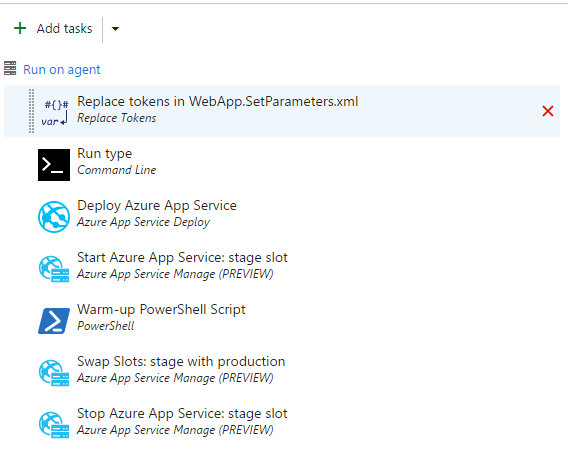 + Add tasks
Run on agent
#{}#
Replace tokens in WebApp.SetParameters.xml
var
Replace Tokens
Run type
Command Line
Deploy Azure App Service
Azure App Service Deploy
Start Azure App Service: stage slot
Azure App Service Manage (PREVIEW)
Warm-up PowerShell Script
PowerShell
Swap Slots: stage with production
Azure App Service Manage (PREVIEW)
Stop Azure App Service: stage slot
Azure App Service Manage (PREVIEW)